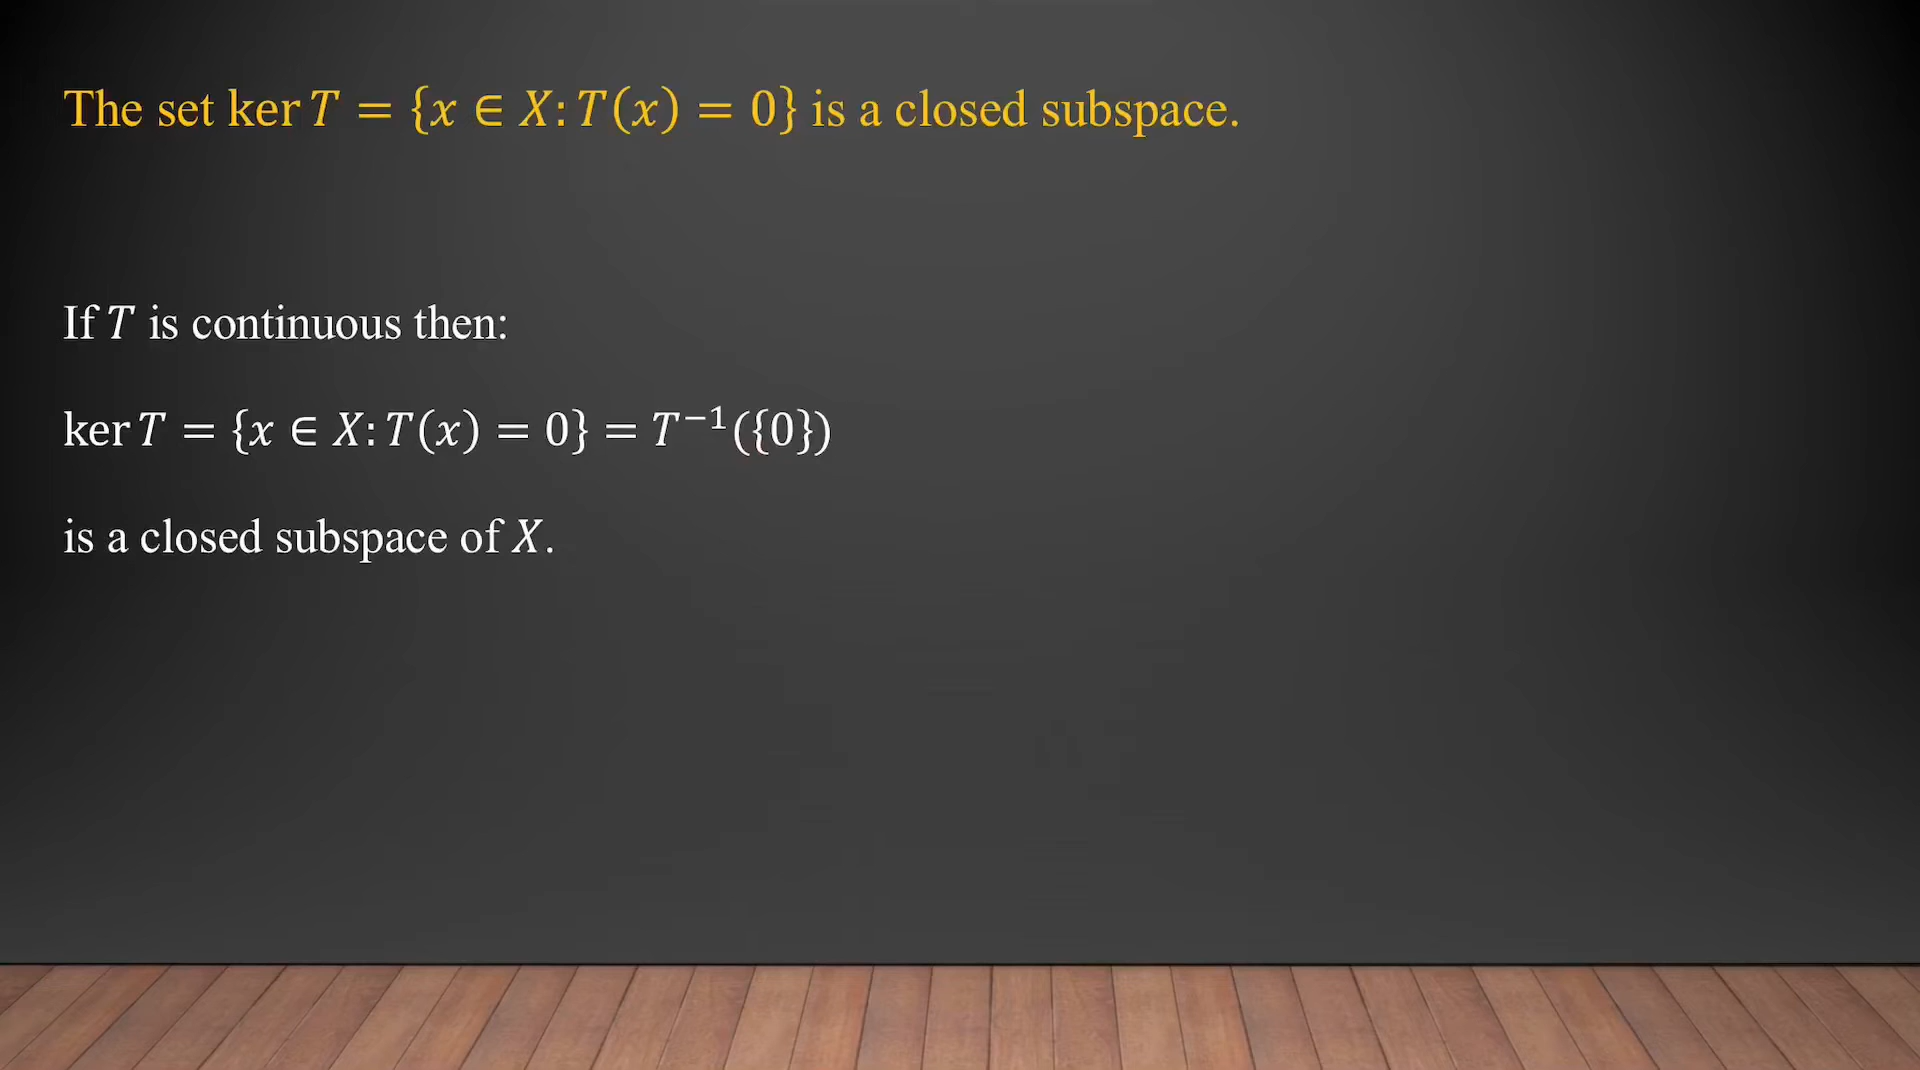 The set ker T = {x ∈ X: T(x) = 0} is a closed subspace.
If T is continuous then:
ker T = {x ∈ X: T(x) = 0} = T⁻¹({0})
is a closed subspace of X.